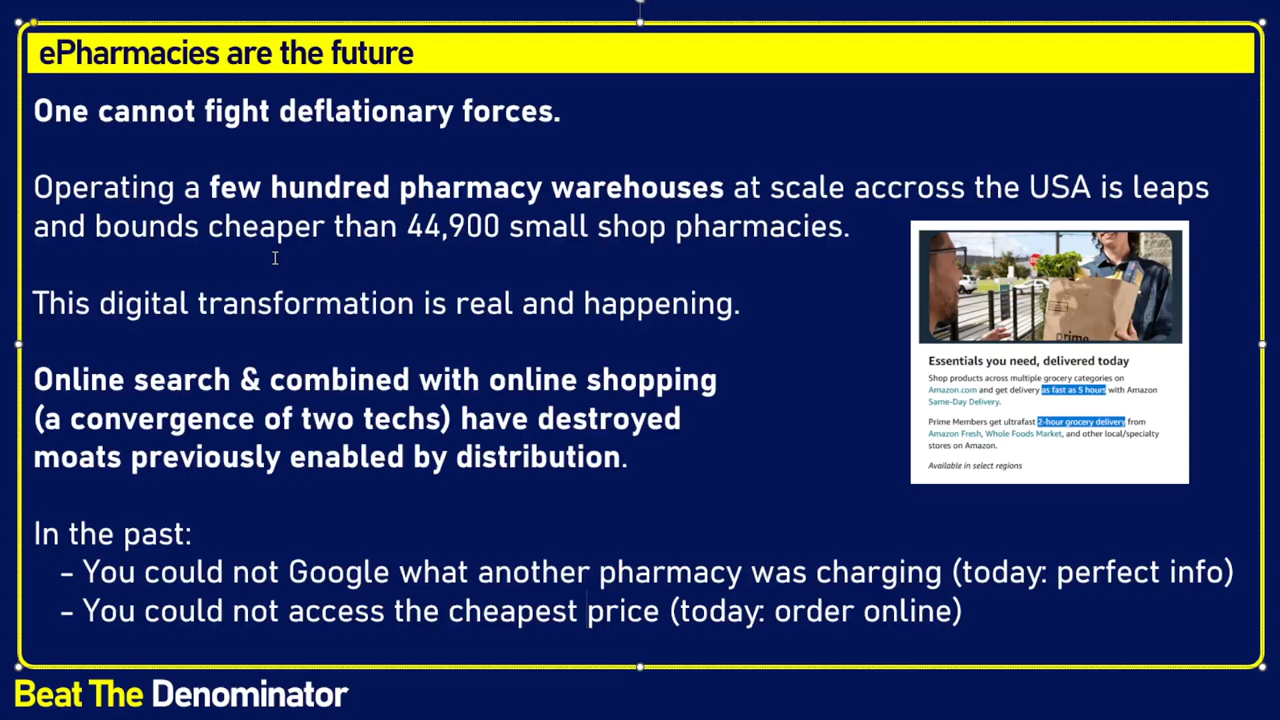 ePharmacies are the future
One cannot fight deflationary forces.
Operating a few hundred pharmacy warehouses at scale accross the USA is leaps
and bounds cheaper than 44,900 small shop pharmacies.
This digital transformation is real and happening.
Online search & combined with online shopping
(a convergence of two techs) have destroyed
moats previously enabled by distribution.
prime
Essentials you need, delivered today
Shop products across multiple grocery categories on
Amazon.com and get delivery as fast as 5 hours with Amazon
Same-Day Delivery.
Prime Members get ultrafast 2-hour grocery delivery from
Amazon Fresh, Whole Foods Market, and other local/specialty
stores on Amazon.
Available in select regions
In the past:
- You could not Google what another pharmacy was charging (today: perfect info)
- You could not access the cheapest price (today: order online)
Beat The Denominator